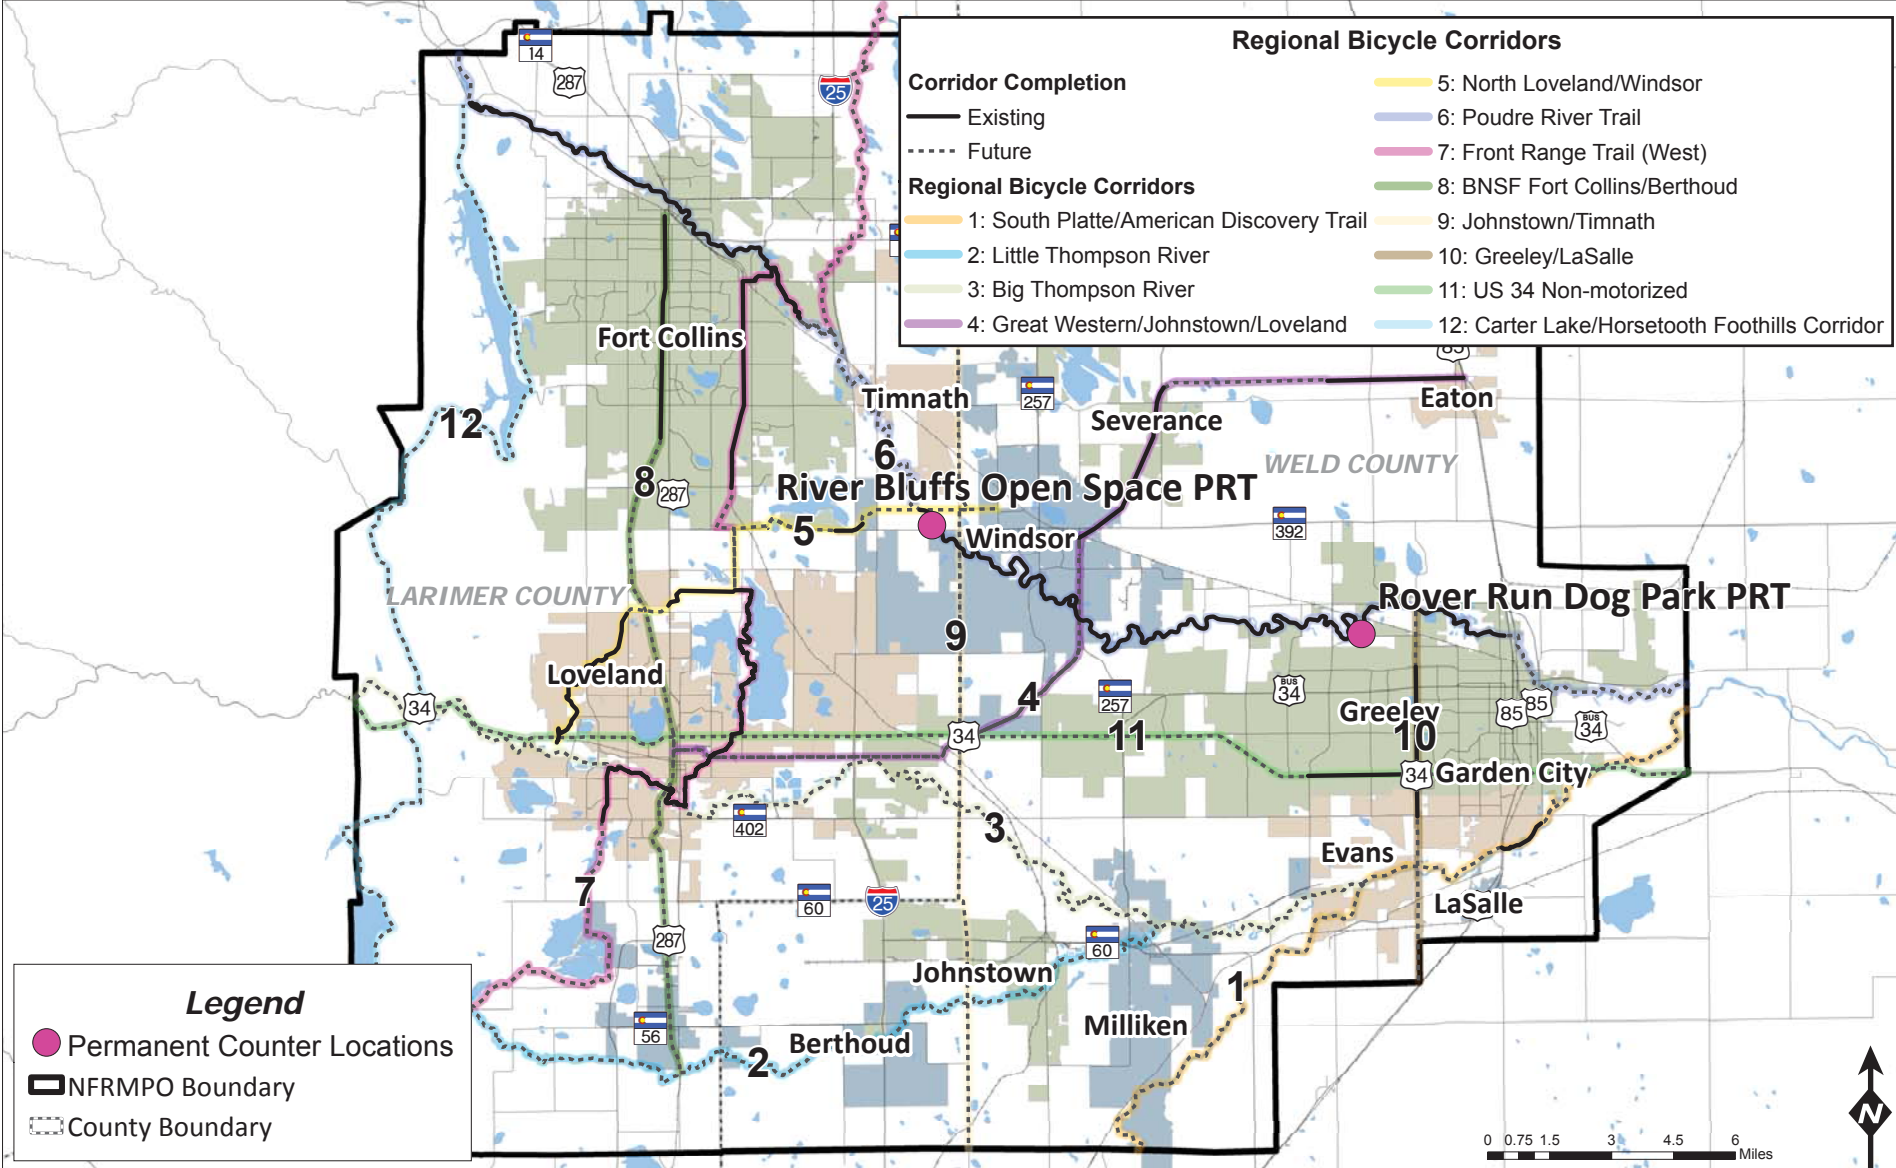 Regional Bicycle Corridors
Corridor Completion
Existing
Future
Regional Bicycle Corridors
1: South Platte/American Discovery Trail
2: Little Thompson River
3: Big Thompson River
4: Great Western/Johnstown/Loveland
5: North Loveland/Windsor
6: Poudre River Trail
7: Front Range Trail (West)
8: BNSF Fort Collins/Berthoud
9: Johnstown/Timnath
10: Greeley/LaSalle
11: US 34 Non-motorized
12: Carter Lake/Horsetooth Foothills Corridor
14
287
25
Fort Collins
Timnath
257
Severance
Eaton
85
12
6
WELD COUNTY
8
287
River Bluffs Open Space PRT
5
Windsor
392
LARIMER COUNTY
Rover Run Dog Park PRT
9
Loveland
34
4
257
BUS
34
Greeley
85
85
BUS
34
34
11
10
34
Garden City
402
3
Evans
7
60
25
LaSalle
287
60
Johnstown
1
56
Milliken
2
Berthoud
Legend
Permanent Counter Locations
NFRMPO Boundary
County Boundary
N
0 0.75 1.5 3 4.5 6
Miles